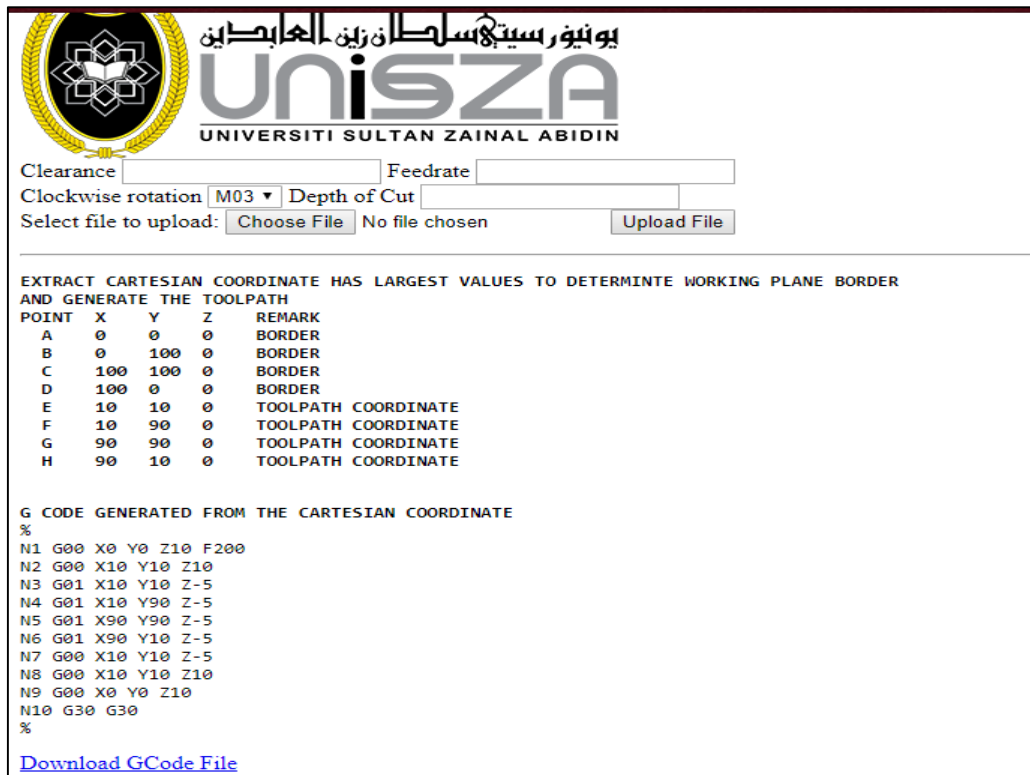 يونيۏرسيتي سلطان زين العابدين
UNiSZA
UNIVERSITI SULTAN ZAINAL ABIDIN
Clearance Feedrate
Clockwise rotation M03 ▼ Depth of Cut
Select file to upload: Choose File No file chosen Upload File
EXTRACT CARTESIAN COORDINATE HAS LARGEST VALUES TO DETERMINTE WORKING PLANE BORDER
AND GENERATE THE TOOLPATH
POINT X Y Z REMARK
A 0 0 0 BORDER
B 0 100 0 BORDER
C 100 100 0 BORDER
D 100 0 0 BORDER
E 10 10 0 TOOLPATH COORDINATE
F 10 90 0 TOOLPATH COORDINATE
G 90 90 0 TOOLPATH COORDINATE
H 90 10 0 TOOLPATH COORDINATE
G CODE GENERATED FROM THE CARTESIAN COORDINATE
%
N1 G00 X0 Y0 Z10 F200
N2 G00 X10 Y10 Z10
N3 G01 X10 Y10 Z-5
N4 G01 X10 Y90 Z-5
N5 G01 X90 Y90 Z-5
N6 G01 X90 Y10 Z-5
N7 G00 X10 Y10 Z-5
N8 G00 X10 Y10 Z10
N9 G00 X0 Y0 Z10
N10 G30 G30
%
Download GCode File